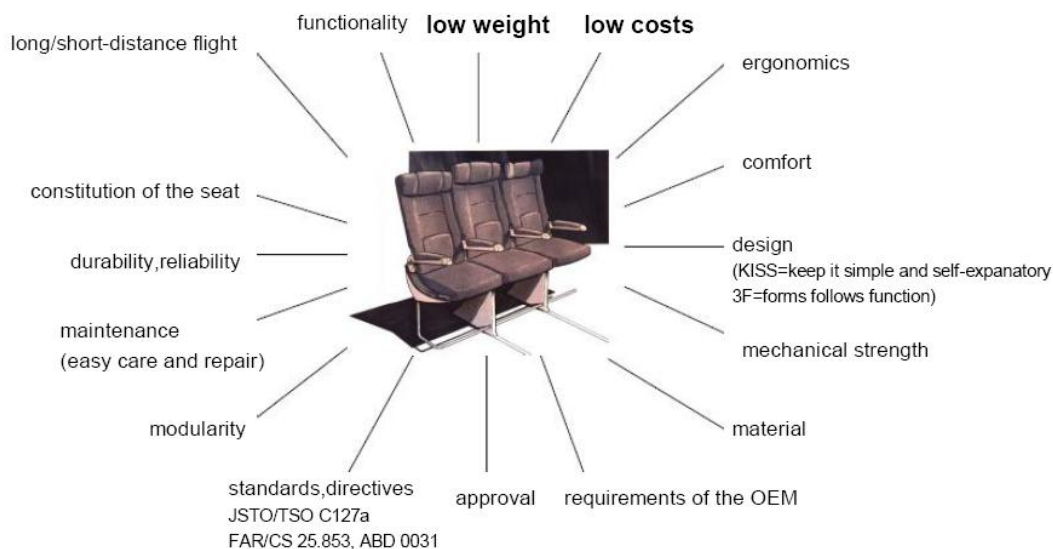 functionality
low weight
low costs
long/short-distance flight
ergonomics
constitution of the seat
comfort
durability,reliability
design
(KISS=keep it simple and self-expanatory
3F=forms follows function)
maintenance
(easy care and repair)
mechanical strength
modularity
material
standards,directives
JSTO/TSO C127a
FAR/CS 25.853, ABD 0031
approval
requirements of the OEM